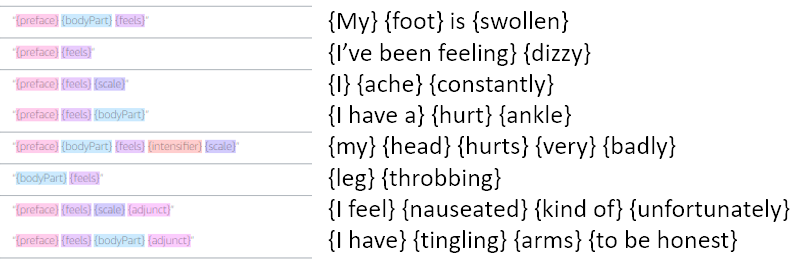 "{preface} {bodyPart} {feels}" {My} {foot} is {swollen}
"{preface} {feels}" {I’ve been feeling} {dizzy}
"{preface} {feels} {scale}" {I} {ache} {constantly}
"{preface} {feels} {bodyPart}" {I have a} {hurt} {ankle}
"{preface} {bodyPart} {feels} {intensifier} {scale}" {my} {head} {hurts} {very} {badly}
"{bodyPart} {feels}" {leg} {throbbing}
"{preface} {feels} {scale} {adjunct}" {I feel} {nauseated} {kind of} {unfortunately}
"{preface} {feels} {bodyPart} {adjunct}" {I have} {tingling} {arms} {to be honest}